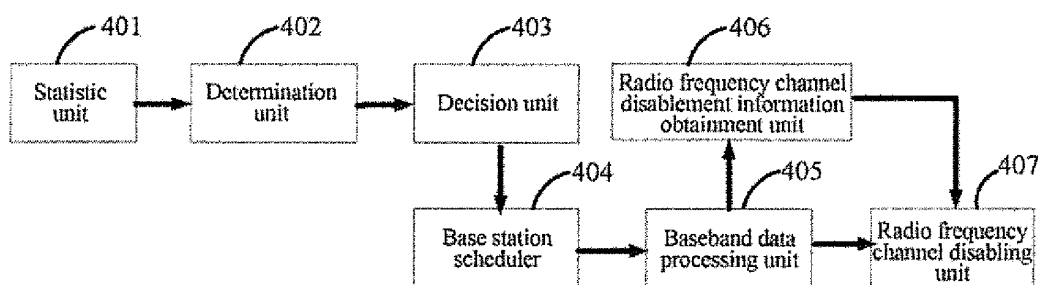 401
402
403
406
Statistic
unit
Determination
unit
Decision unit
Radio frequency channel
disablement information
obtainment unit
404
405
407
Base station
scheduler
Baseband data
processing unit
Radio frequency
channel disabling
unit